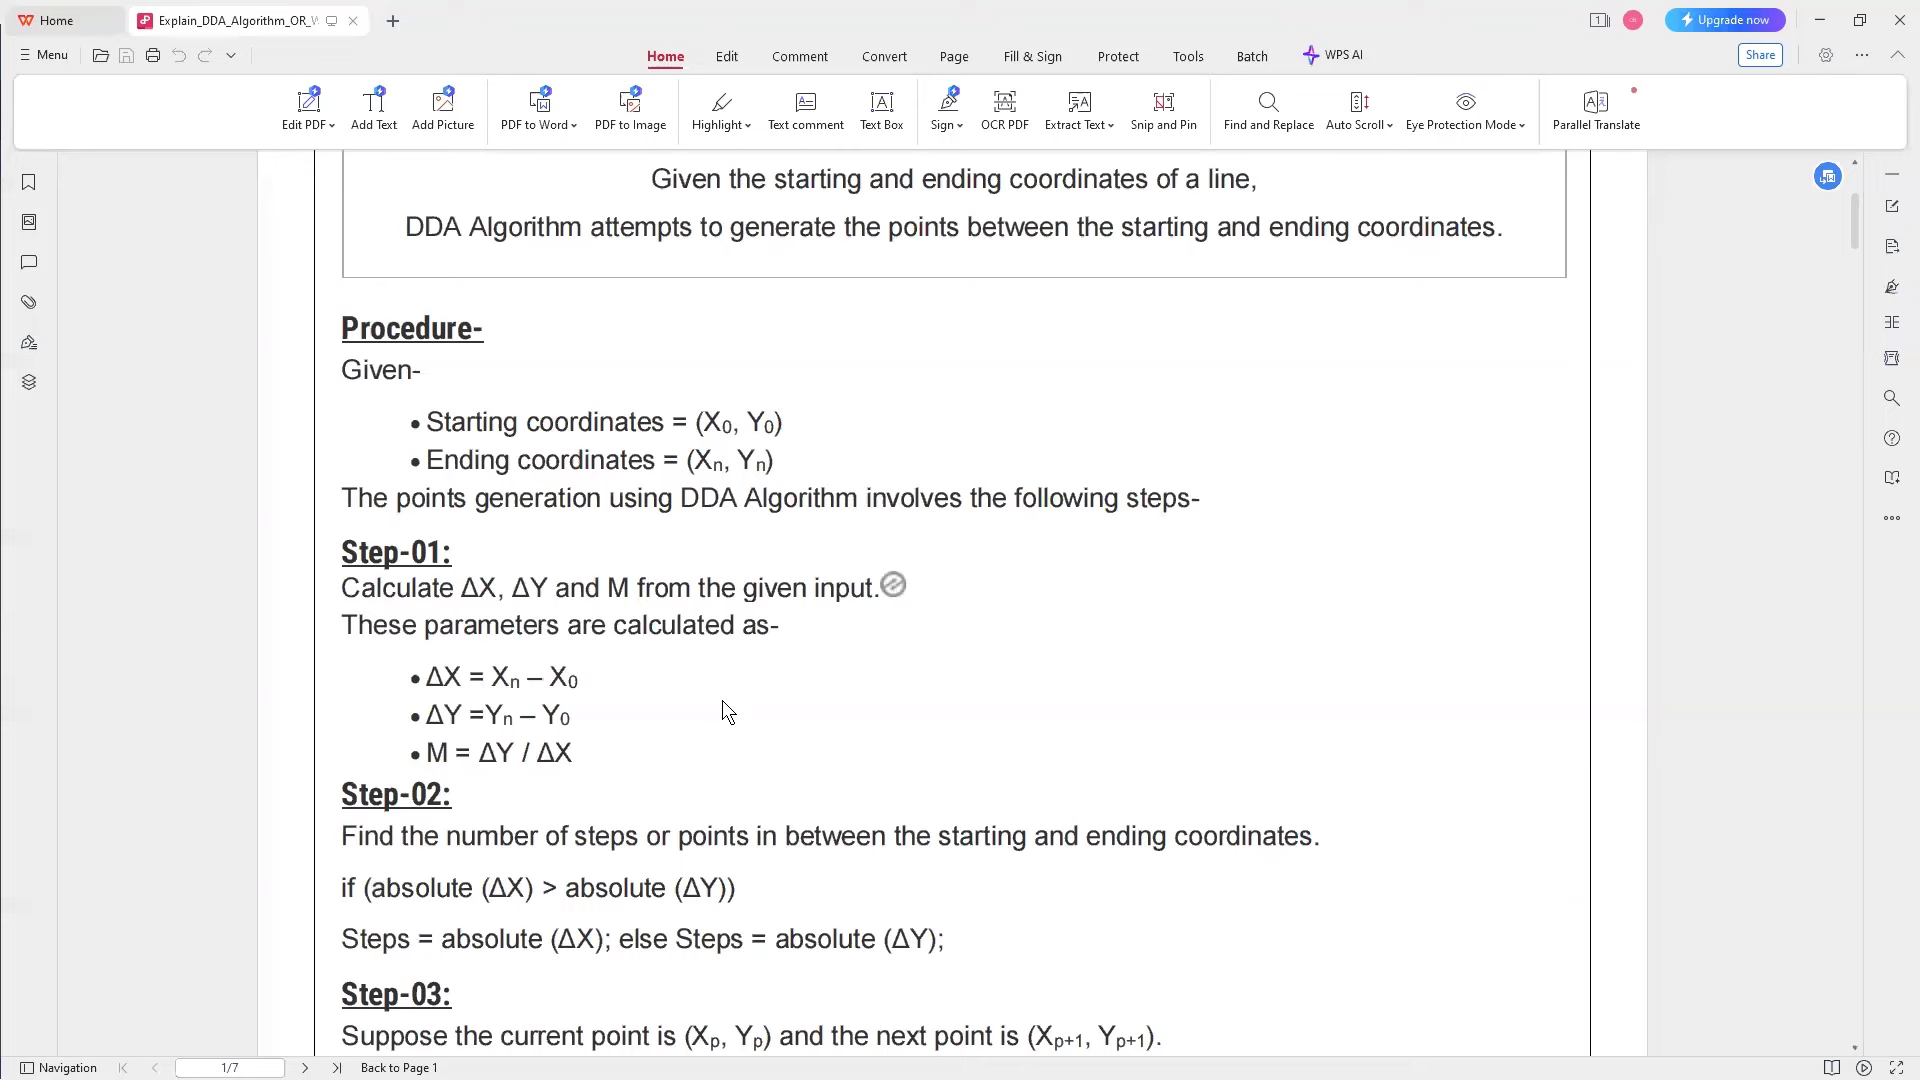 Home
Explain_DDA_Algorithm_OR_W
1
Upgrade now
Menu
Home Edit Comment Convert Page Fill & Sign Protect Tools Batch WPS AI
Share
Edit PDF Add Text Add Picture PDF to Word PDF to Image Highlight Text comment Text Box Sign OCR PDF Extract Text Snip and Pin Find and Replace Auto Scroll Eye Protection Mode Parallel Translate
Given the starting and ending coordinates of a line,
DDA Algorithm attempts to generate the points between the starting and ending coordinates.
Procedure-
Given-
• Starting coordinates = (X₀, Y₀)
• Ending coordinates = (Xₙ, Yₙ)
The points generation using DDA Algorithm involves the following steps-
Step-01:
Calculate ΔX, ΔY and M from the given input.
These parameters are calculated as-
• ΔX = Xₙ – X₀
• ΔY =Yₙ – Y₀
• M = ΔY / ΔX
Step-02:
Find the number of steps or points in between the starting and ending coordinates.
if (absolute (ΔX) > absolute (ΔY))
Steps = absolute (ΔX); else Steps = absolute (ΔY);
Step-03:
Suppose the current point is (Xₚ, Yₚ) and the next point is (Xₚ₊₁, Yₚ₊₁).
Navigation 1/7 Back to Page 1